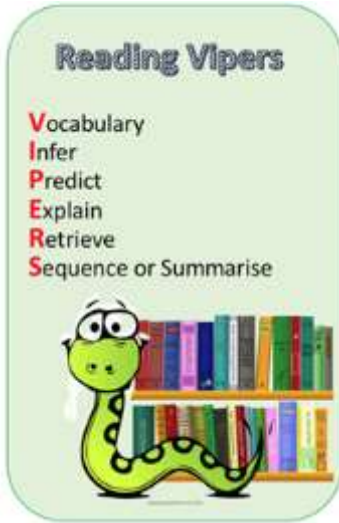 Reading Vipers
Vocabulary
Infer
Predict
Explain
Retrieve
Sequence or Summarise